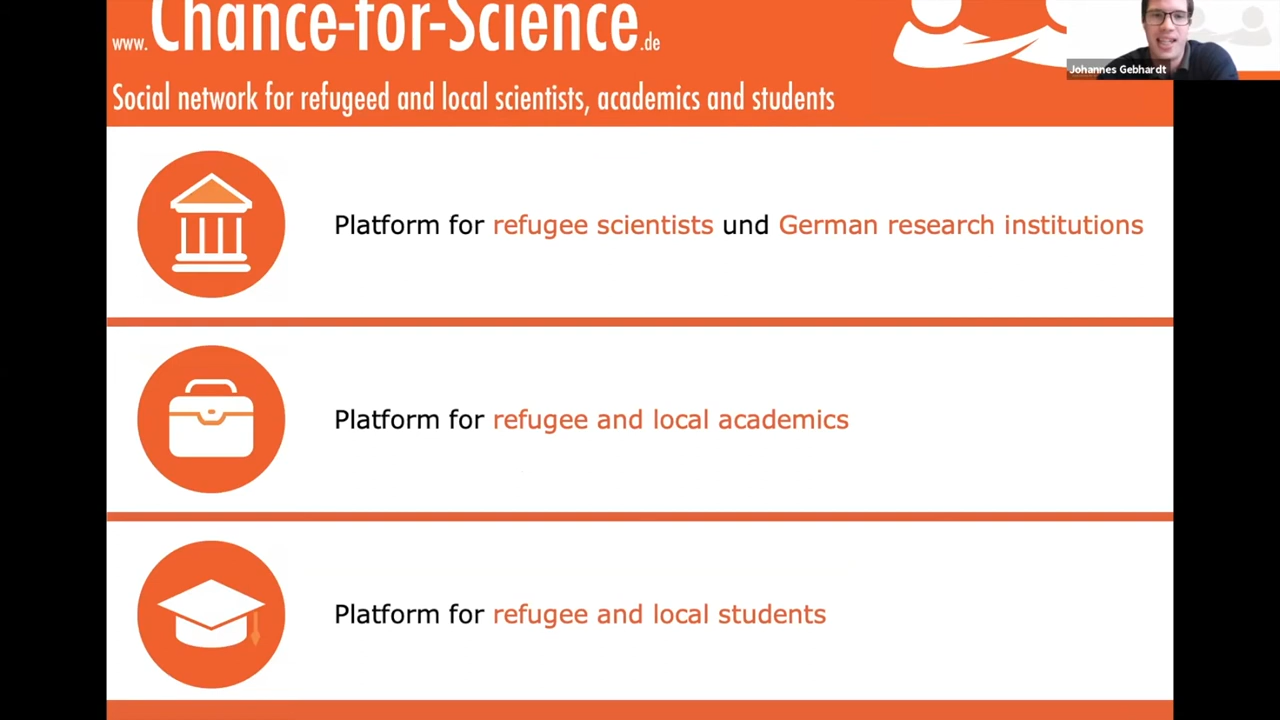 www.Chance-for-Science.de
Johannes Gebhardt
Social network for refugeed and local scientists, academics and students
Platform for refugee scientists und German research institutions
Platform for refugee and local academics
Platform for refugee and local students